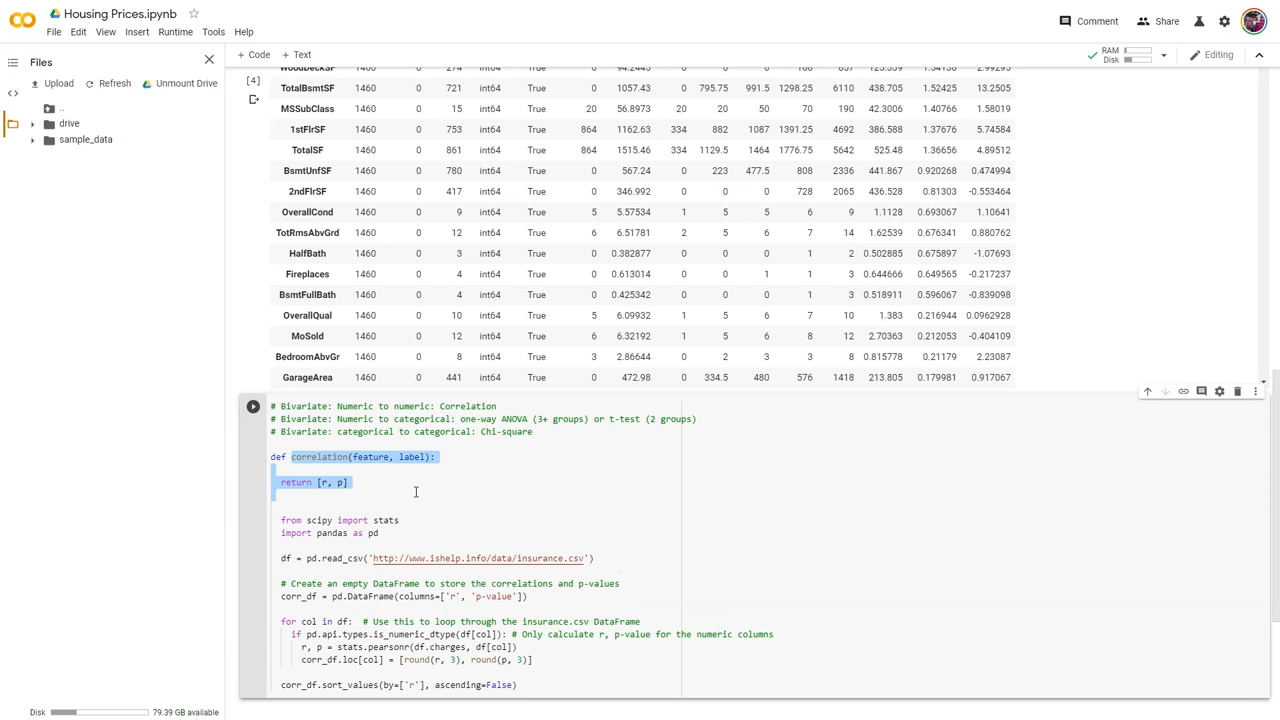 CO
Housing Prices.ipynb
File Edit View Insert Runtime Tools Help
Comment Share
+ Code + Text
RAM
Disk
Editing
Files
Upload Refresh Unmount Drive
..
drive
sample_data
Disk 79.39 GB available
[4]
WoodDeckSF 1460 0 274 int64 True 0 94.2445 0 0 0 168 857 125.339 1.54138 2.99295
TotalBsmtSF 1460 0 721 int64 True 0 1057.43 0 795.75 991.5 1298.25 6110 438.705 1.52425 13.2505
MSSubClass 1460 0 15 int64 True 20 56.8973 20 20 50 70 190 42.3006 1.40766 1.58019
1stFlrSF 1460 0 753 int64 True 864 1162.63 334 882 1087 1391.25 4692 386.588 1.37676 5.74584
TotalSF 1460 0 861 int64 True 864 1515.46 334 1129.5 1464 1776.75 5642 525.48 1.36656 4.89512
BsmtUnfSF 1460 0 780 int64 True 0 567.24 0 223 477.5 808 2336 441.867 0.920268 0.474994
2ndFlrSF 1460 0 417 int64 True 0 346.992 0 0 0 728 2065 436.528 0.81303 -0.553464
OverallCond 1460 0 9 int64 True 5 5.57534 1 5 5 6 9 1.1128 0.693067 1.10641
TotRmsAbvGrd 1460 0 12 int64 True 6 6.51781 2 5 6 7 14 1.62539 0.676341 0.880762
HalfBath 1460 0 3 int64 True 0 0.382877 0 0 0 1 2 0.502885 0.675897 -1.07693
Fireplaces 1460 0 4 int64 True 0 0.613014 0 0 1 1 3 0.644666 0.649565 -0.217237
BsmtFullBath 1460 0 4 int64 True 0 0.425342 0 0 0 1 3 0.518911 0.596067 -0.839098
OverallQual 1460 0 10 int64 True 5 6.09932 1 5 6 7 10 1.383 0.216944 0.0962928
MoSold 1460 0 12 int64 True 6 6.32192 1 5 6 8 12 2.70363 0.212053 -0.404109
BedroomAbvGr 1460 0 8 int64 True 3 2.86644 0 2 3 3 8 0.815778 0.21179 2.23087
GarageArea 1460 0 441 int64 True 0 472.98 0 334.5 480 576 1418 213.805 0.179981 0.917067
# Bivariate: Numeric to numeric: Correlation
# Bivariate: Numeric to categorical: one-way ANOVA (3+ groups) or t-test (2 groups)
# Bivariate: categorical to categorical: Chi-square
def correlation(feature, label):
return [r, p]
from scipy import stats
import pandas as pd
df = pd.read_csv('http://www.ishelp.info/data/insurance.csv')
# Create an empty DataFrame to store the correlations and p-values
corr_df = pd.DataFrame(columns=['r', 'p-value'])
for col in df: # Use this to loop through the insurance.csv DataFrame
if pd.api.types.is_numeric_dtype(df[col]): # Only calculate r, p-value for the numeric columns
r, p = stats.pearsonr(df.charges, df[col])
corr_df.loc[col] = [round(r, 3), round(p, 3)]
corr_df.sort_values(by=['r'], ascending=False)